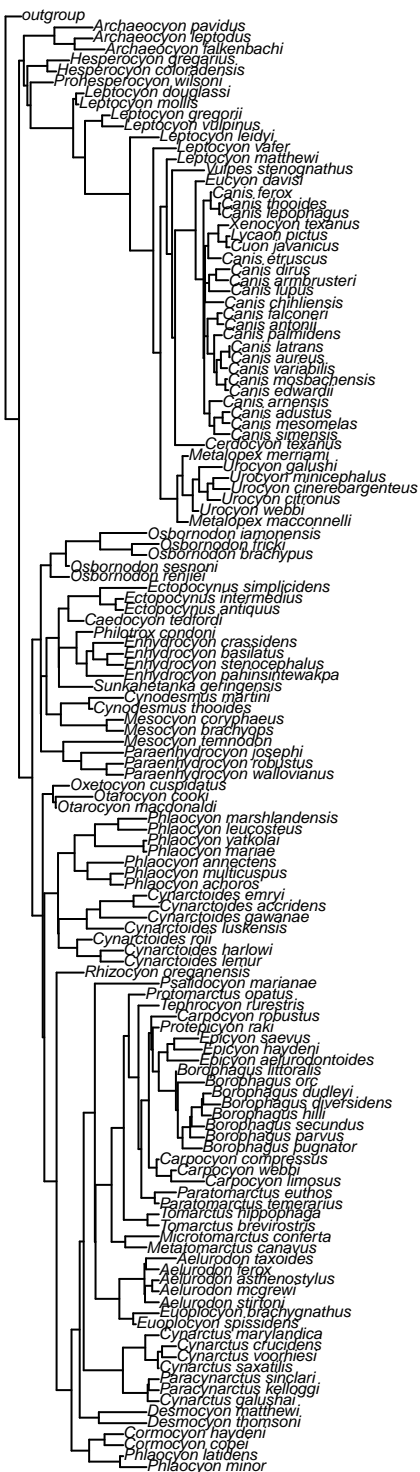 outgroup
Archaeocyon pavidus
Archaeocyon leptodus
Archaeocyon falkenbachi
Hesperocyon gregarius
Hesperocyon coloradensis
Prohesperocyon wilsoni
Leptocyon douglassi
Leptocyon mollis
Leptocyon gregorii
Leptocyon vulpinus
Leptocyon leidyi
Leptocyon vafer
Leptocyon matthewi
Vulpes stenognathus
Eucyon davisi
Canis ferox
Canis thooides
Canis lepophagus
Xenocyon texanus
Lycaon pictus
Cuon javanicus
Canis etruscus
Canis dirus
Canis armbrusteri
Canis lupus
Canis chihliensis
Canis falconeri
Canis antonii
Canis palmidens
Canis latrans
Canis aureus
Canis variabilis
Canis mosbachensis
Canis edwardii
Canis arnensis
Canis adustus
Canis mesomelas
Canis simensis
Cerdocyon texanus
Metalopex merriami
Urocyon galushi
Urocyon minicephalus
Urocyon cinereoargenteus
Urocyon citronus
Urocyon webbi
Metalopex macconnelli
Osbornodon iamonensis
Osbornodon fricki
Osbornodon brachypus
Osbornodon sesnoni
Osbornodon renjiei
Ectopocynus simplicidens
Ectopocynus intermedius
Ectopocynus antiquus
Caedocyon tedfordi
Philotrox condoni
Enhydrocyon crassidens
Enhydrocyon basilatus
Enhydrocyon stenocephalus
Enhydrocyon pahinsintewakpa
Sunkahetanka geringensis
Cynodesmus martini
Cynodesmus thooides
Mesocyon coryphaeus
Mesocyon brachyops
Mesocyon temnodon
Paraenhydrocyon josephi
Paraenhydrocyon robustus
Paraenhydrocyon wallovianus
Oxetocyon cuspidatus
Otarocyon cooki
Otarocyon macdonaldi
Phlaocyon marshlandensis
Phlaocyon leucosteus
Phlaocyon yatkolai
Phlaocyon mariae
Phlaocyon annectens
Phlaocyon multicuspus
Phlaocyon achoros
Cynarctoides emryi
Cynarctoides accridens
Cynarctoides gawanae
Cynarctoides luskensis
Cynarctoides roii
Cynarctoides harlowi
Cynarctoides lemur
Rhizocyon oreganensis
Psalidocyon marianae
Protomarctus opatus
Tephrocyon rurestris
Carpocyon robustus
Protepicyon raki
Epicyon saevus
Epicyon haydeni
Epicyon aelurodontoides
Borophagus littoralis
Borophagus orc
Borophagus dudleyi
Borophagus diversidens
Borophagus hilli
Borophagus secundus
Borophagus parvus
Borophagus pugnator
Carpocyon compressus
Carpocyon webbi
Carpocyon limosus
Paratomarctus euthos
Paratomarctus temerarius
Tomarctus hippophaga
Tomarctus brevirostris
Microtomarctus conferta
Metatomarctus canavus
Aelurodon taxoides
Aelurodon ferox
Aelurodon asthenostylus
Aelurodon mcgrewi
Aelurodon stirtoni
Euoplocyon brachygnathus
Euoplocyon spissidens
Cynarctus marylandica
Cynarctus crucidens
Cynarctus voorhiesi
Cynarctus saxatilis
Paracynarctus sinclari
Paracynarctus kelloggi
Cynarctus galushai
Desmocyon matthewi
Desmocyon thomsoni
Cormocyon haydeni
Cormocyon copei
Phlaocyon latidens
Phlaocyon minor